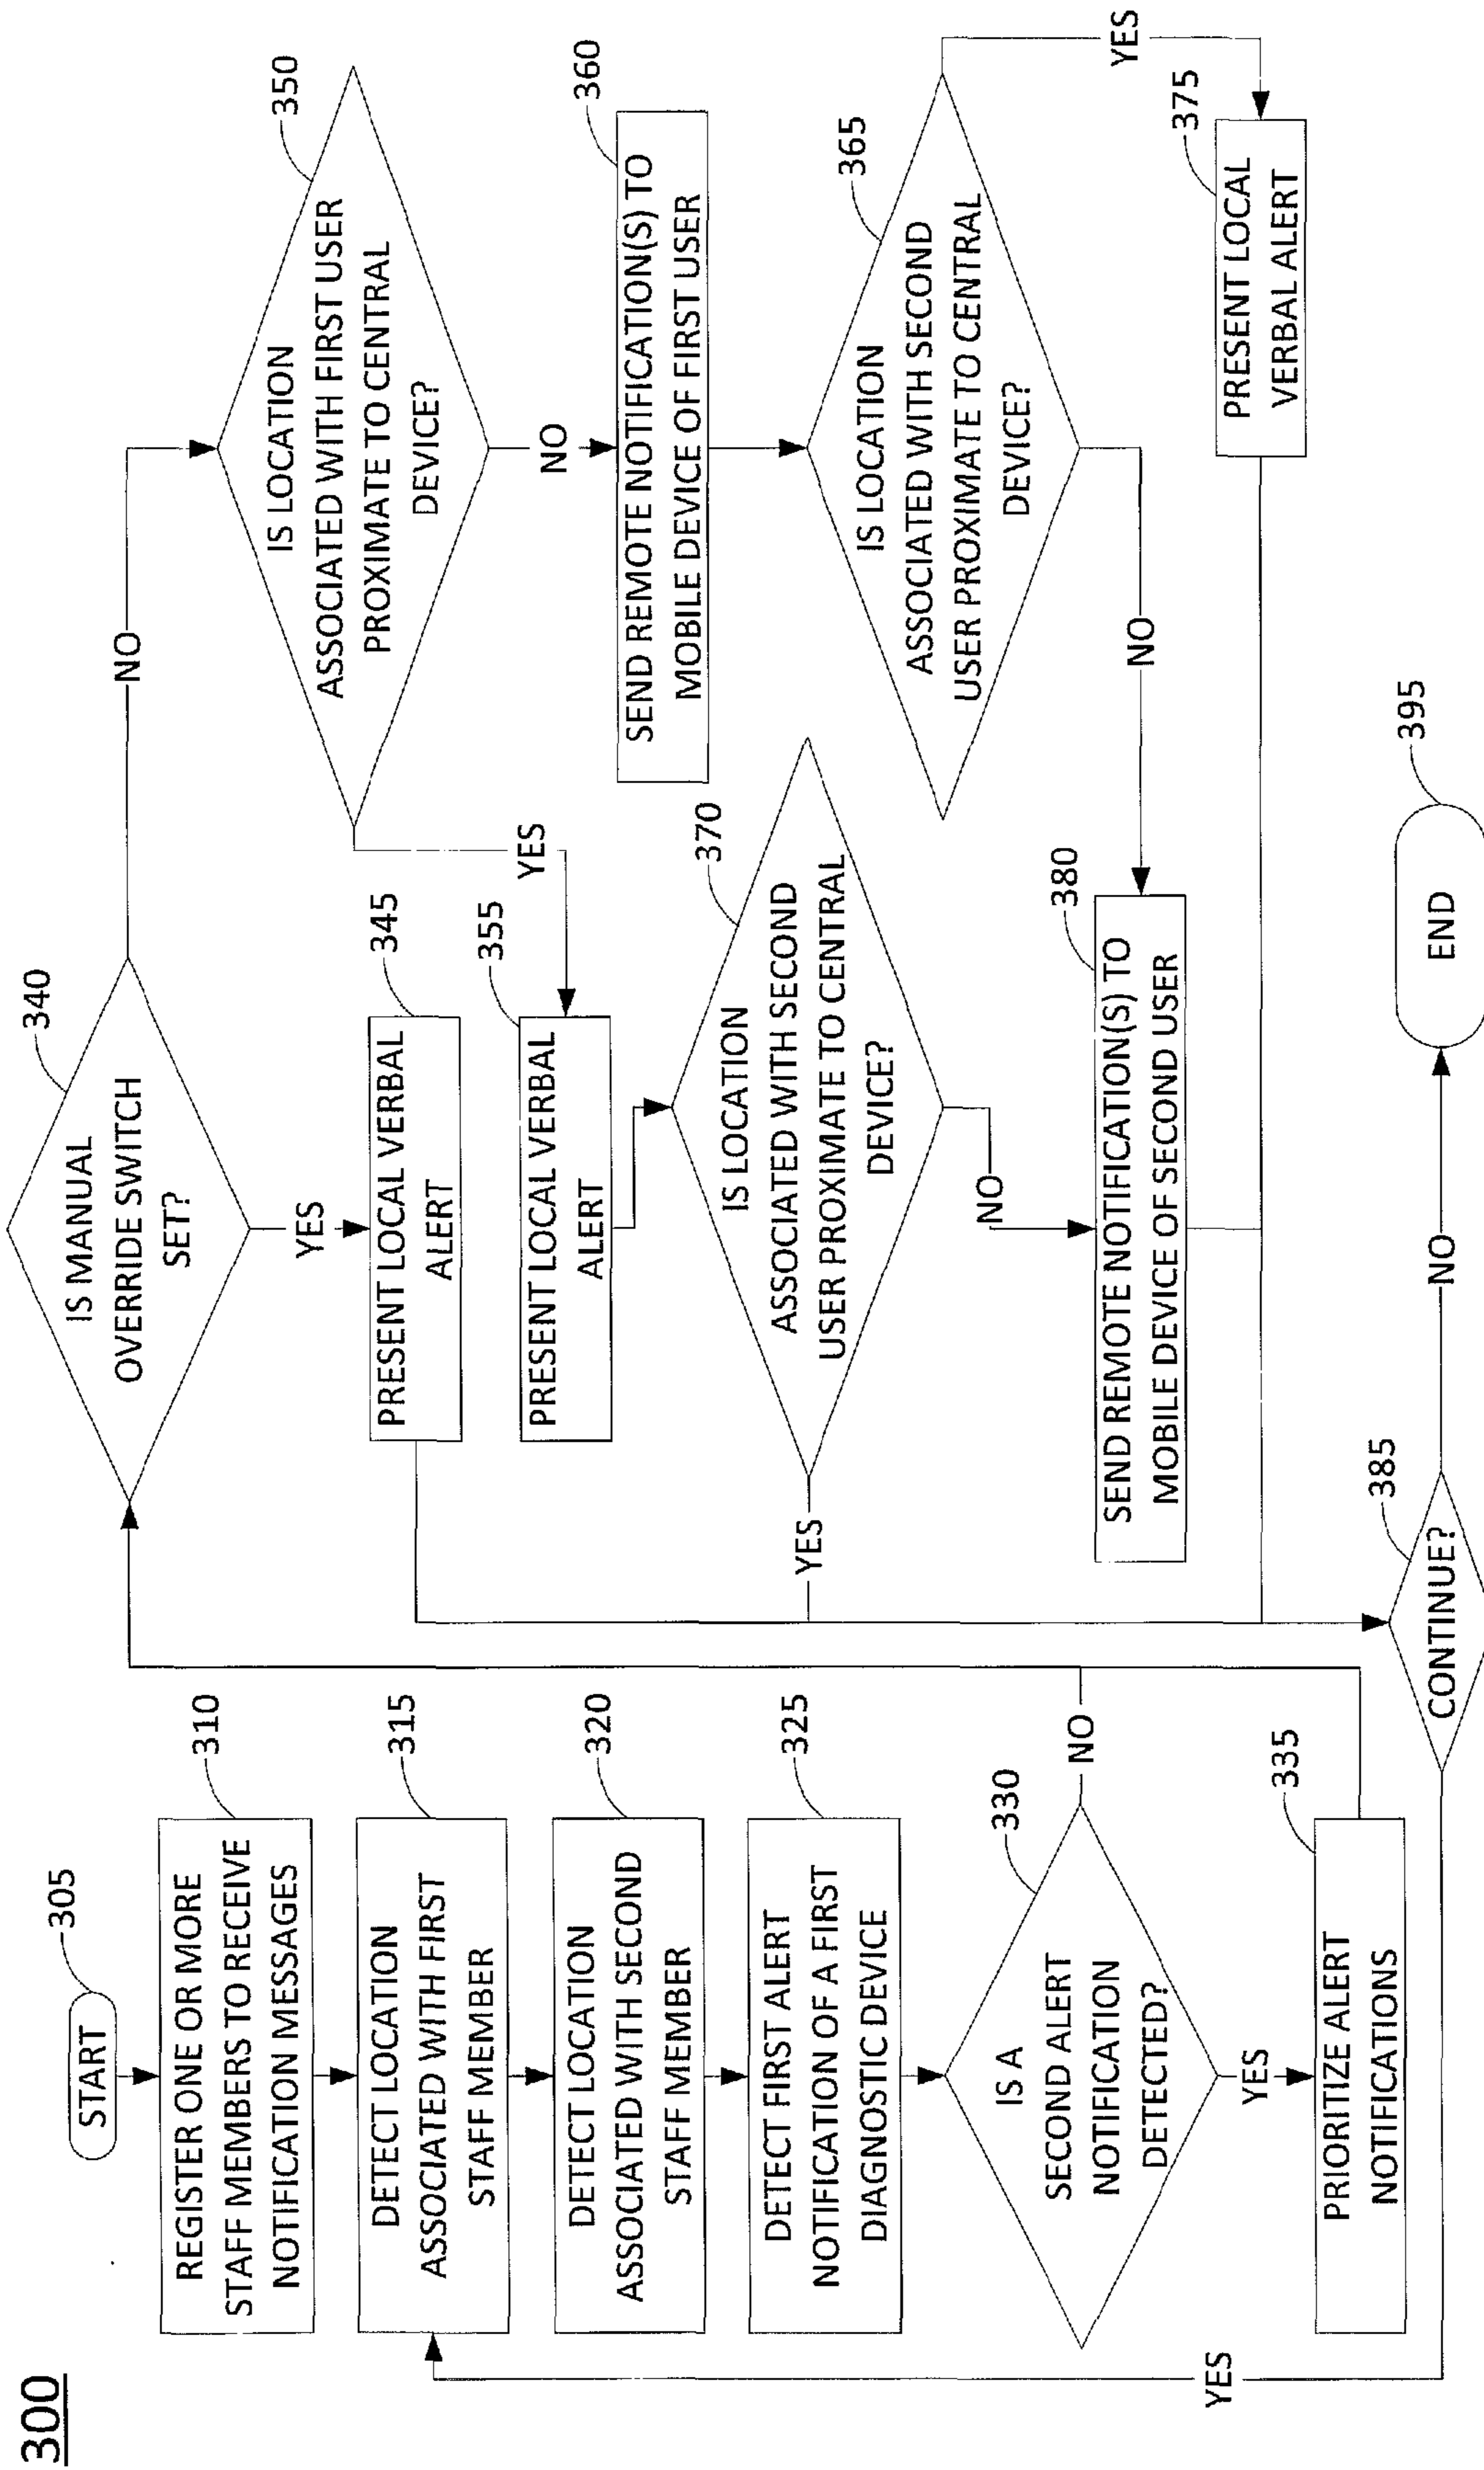 300
START
305
REGISTER ONE OR MORE
STAFF MEMBERS TO RECEIVE
NOTIFICATION MESSAGES
310
DETECT LOCATION
ASSOCIATED WITH FIRST
STAFF MEMBER
315
DETECT LOCATION
ASSOCIATED WITH SECOND
STAFF MEMBER
320
DETECT FIRST ALERT
NOTIFICATION OF A FIRST
DIAGNOSTIC DEVICE
325
IS A
SECOND ALERT
NOTIFICATION
DETECTED?
330
NO
YES
PRIORITIZE ALERT
NOTIFICATIONS
335
IS MANUAL
OVERRIDE SWITCH
SET?
340
NO
YES
PRESENT LOCAL VERBAL
ALERT
345
IS LOCATION
ASSOCIATED WITH FIRST USER
PROXIMATE TO CENTRAL
DEVICE?
350
YES
NO
PRESENT LOCAL VERBAL
ALERT
355
SEND REMOTE NOTIFICATION(S) TO
MOBILE DEVICE OF FIRST USER
360
IS LOCATION
ASSOCIATED WITH SECOND
USER PROXIMATE TO CENTRAL
DEVICE?
370
YES
NO
IS LOCATION
ASSOCIATED WITH SECOND
USER PROXIMATE TO CENTRAL
DEVICE?
365
NO
YES
PRESENT LOCAL
VERBAL ALERT
375
SEND REMOTE NOTIFICATION(S) TO
MOBILE DEVICE OF SECOND USER
380
CONTINUE?
385
YES
NO
END
395